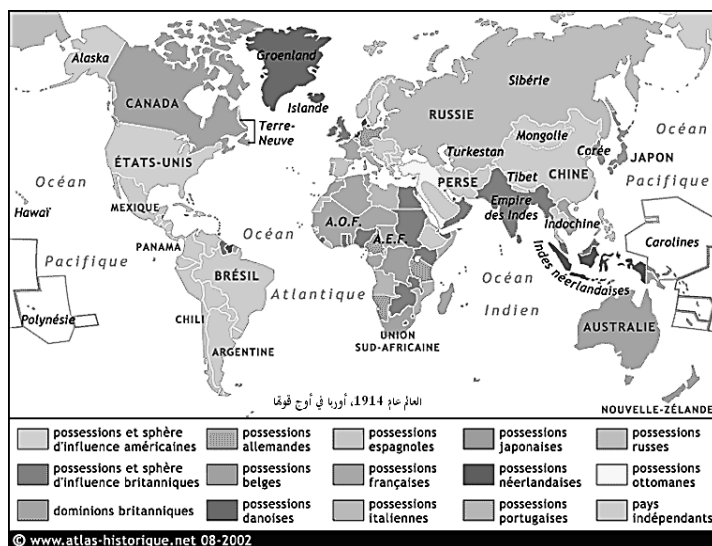 Groenland
Alaska
Sibérie
CANADA
Islande
RUSSIE
Océan
Terre-
Neuve
Mongolie
Corée
ÉTATS-UNIS
Turkestan
JAPON
Océan
PERSE
Tibet
CHINE
Pacifique
Hawaï
MEXIQUE
Empire
des Indes
A.O.F.
Indochine
Océan
A.E.F.
PANAMA
Carolines
Pacifique
BRÉSIL
Océan
Indes néerlandaises
Atlantique
Indien
Polynésie
CHILI
AUSTRALIE
UNION
SUD-AFRICAINE
ARGENTINE
العالم عام 1914، أوربا في أوج قوتها
NOUVELLE-ZÉLANDE
possessions et sphère
d'influence américaines
possessions
allemandes
possessions
espagnoles
possessions
japonaises
possessions
russes
possessions et sphère
d'influence britanniques
possessions
belges
possessions
françaises
possessions
néerlandaises
possessions
ottomanes
dominions britanniques
possessions
danoises
possessions
italiennes
possessions
portugaises
pays
indépendants
© www.atlas-historique.net 08-2002